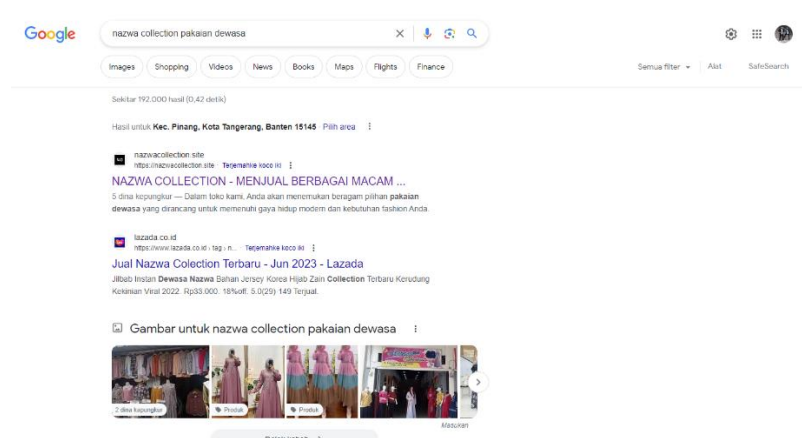 Google
nazwa collection pakaian dewasa
Images Shopping Videos News Books Maps Flights Finance
Semua filter Alat SafeSearch
Sekitar 192.000 hasil (0,42 detik)
Hasil untuk Kec. Pinang, Kota Tangerang, Banten 15145 · Pilih area
nazwacollection.site
https://nazwacollection.site · Terjemahke kaca iki
NAZWA COLLECTION - MENJUAL BERBAGAI MACAM ...
5 dina kepungkur — Dalam toko kami, Anda akan menemukan beragam pilihan pakaian
dewasa yang dirancang untuk memenuhi gaya hidup modern dan kebutuhan fashion Anda.
lazada.co.id
https://www.lazada.co.id › tag › n... · Terjemahke kaca iki
Jual Nazwa Colection Terbaru - Jun 2023 - Lazada
Jilbab Instan Dewasa Nazwa Bahan Jersey Korea Hijab Zain Collection Terbaru Kerudung
Kekinian Viral 2022. Rp33.000. 18%off. 5.0(29) 149 Terjual.
Gambar untuk nazwa collection pakaian dewasa
2 dina kepungkur Produk Produk
Masukan